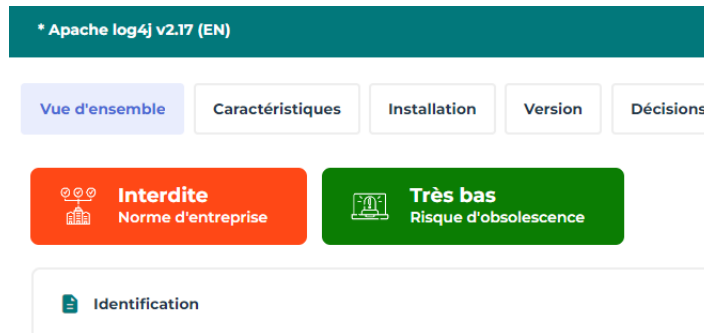 * Apache log4j v2.17 (EN)
Vue d'ensemble Caractéristiques Installation Version Décisions
Interdite Très bas
Norme d'entreprise Risque d'obsolescence
Identification